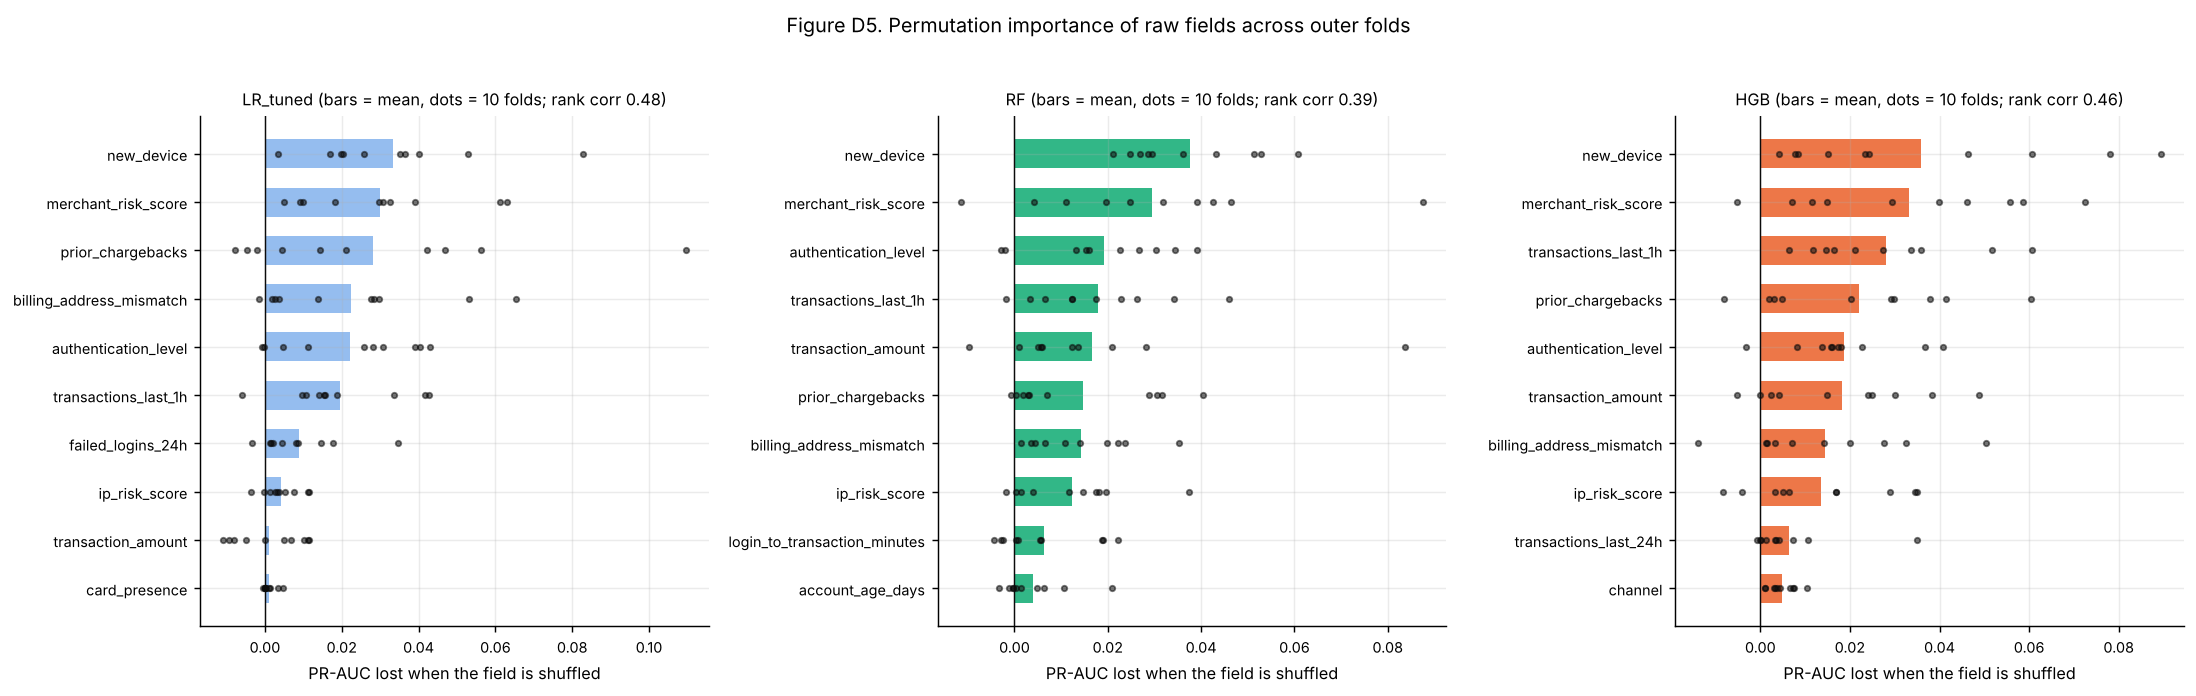 Figure D5. Permutation importance of raw fields across outer folds
LR_tuned (bars = mean, dots = 10 folds; rank corr 0.48)
new_device
merchant_risk_score
prior_chargebacks
billing_address_mismatch
authentication_level
transactions_last_1h
failed_logins_24h
ip_risk_score
transaction_amount
card_presence
0.00 0.02 0.04 0.06 0.08 0.10
PR-AUC lost when the field is shuffled
RF (bars = mean, dots = 10 folds; rank corr 0.39)
new_device
merchant_risk_score
authentication_level
transactions_last_1h
transaction_amount
prior_chargebacks
billing_address_mismatch
ip_risk_score
login_to_transaction_minutes
account_age_days
0.00 0.02 0.04 0.06 0.08
PR-AUC lost when the field is shuffled
HGB (bars = mean, dots = 10 folds; rank corr 0.46)
new_device
merchant_risk_score
transactions_last_1h
prior_chargebacks
authentication_level
transaction_amount
billing_address_mismatch
ip_risk_score
transactions_last_24h
channel
0.00 0.02 0.04 0.06 0.08
PR-AUC lost when the field is shuffled